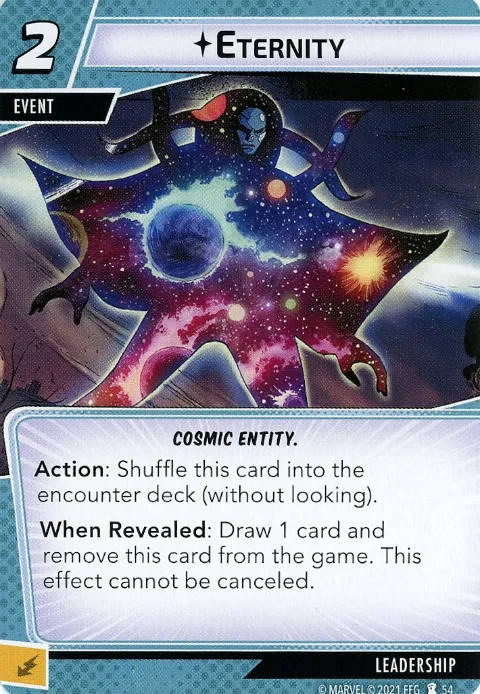 2
ETERNITY
EVENT
COSMIC ENTITY.
Action: Shuffle this card into the
encounter deck (without looking).
When Revealed: Draw 1 card and
remove this card from the game. This
effect cannot be canceled.
LEADERSHIP
© MARVEL © 2021 FFG 54